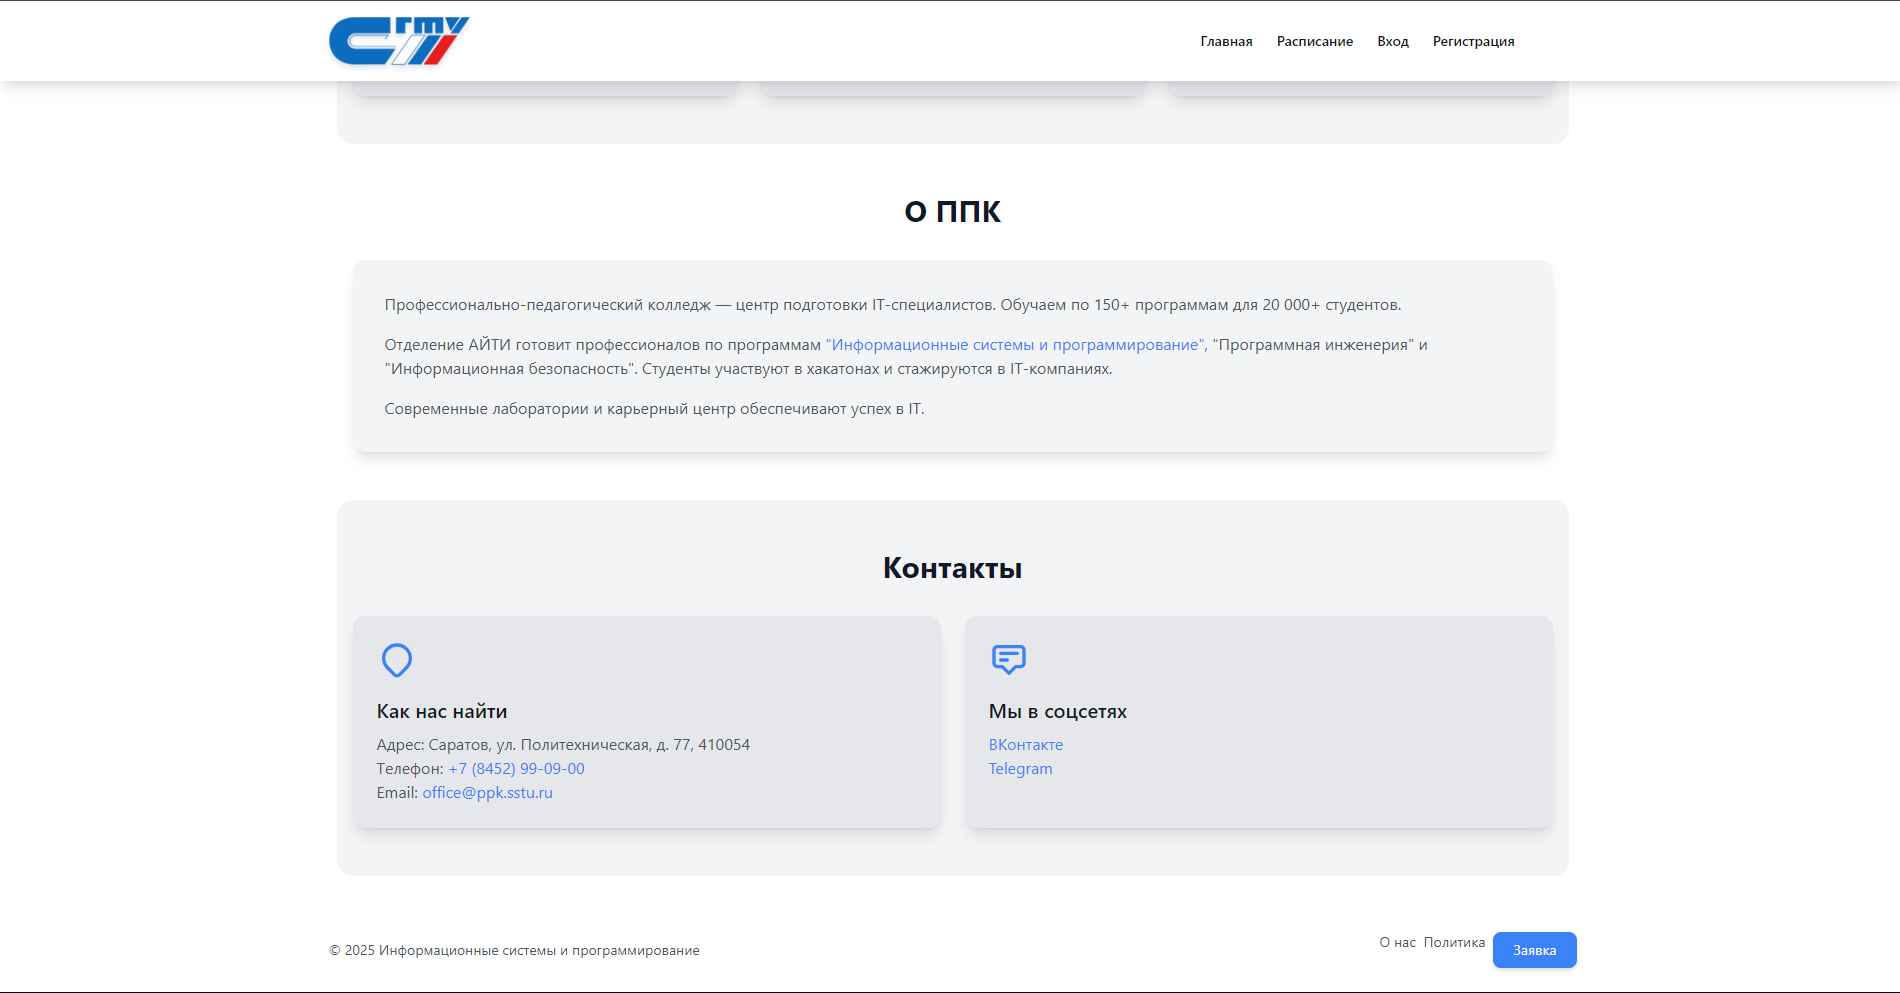 сгту
Главная Расписание Вход Регистрация
О ППК
Профессионально-педагогический колледж — центр подготовки IT-специалистов. Обучаем по 150+ программам для 20 000+ студентов.
Отделение АЙТИ готовит профессионалов по программам "Информационные системы и программирование", "Программная инженерия" и
"Информационная безопасность". Студенты участвуют в хакатонах и стажируются в IT-компаниях.
Современные лаборатории и карьерный центр обеспечивают успех в IT.
Контакты
Как нас найти
Адрес: Саратов, ул. Политехническая, д. 77, 410054
Телефон: +7 (8452) 99-09-00
Email: office@ppk.sstu.ru
Мы в соцсетях
ВКонтакте
Telegram
© 2025 Информационные системы и программирование
О нас Политика Заявка